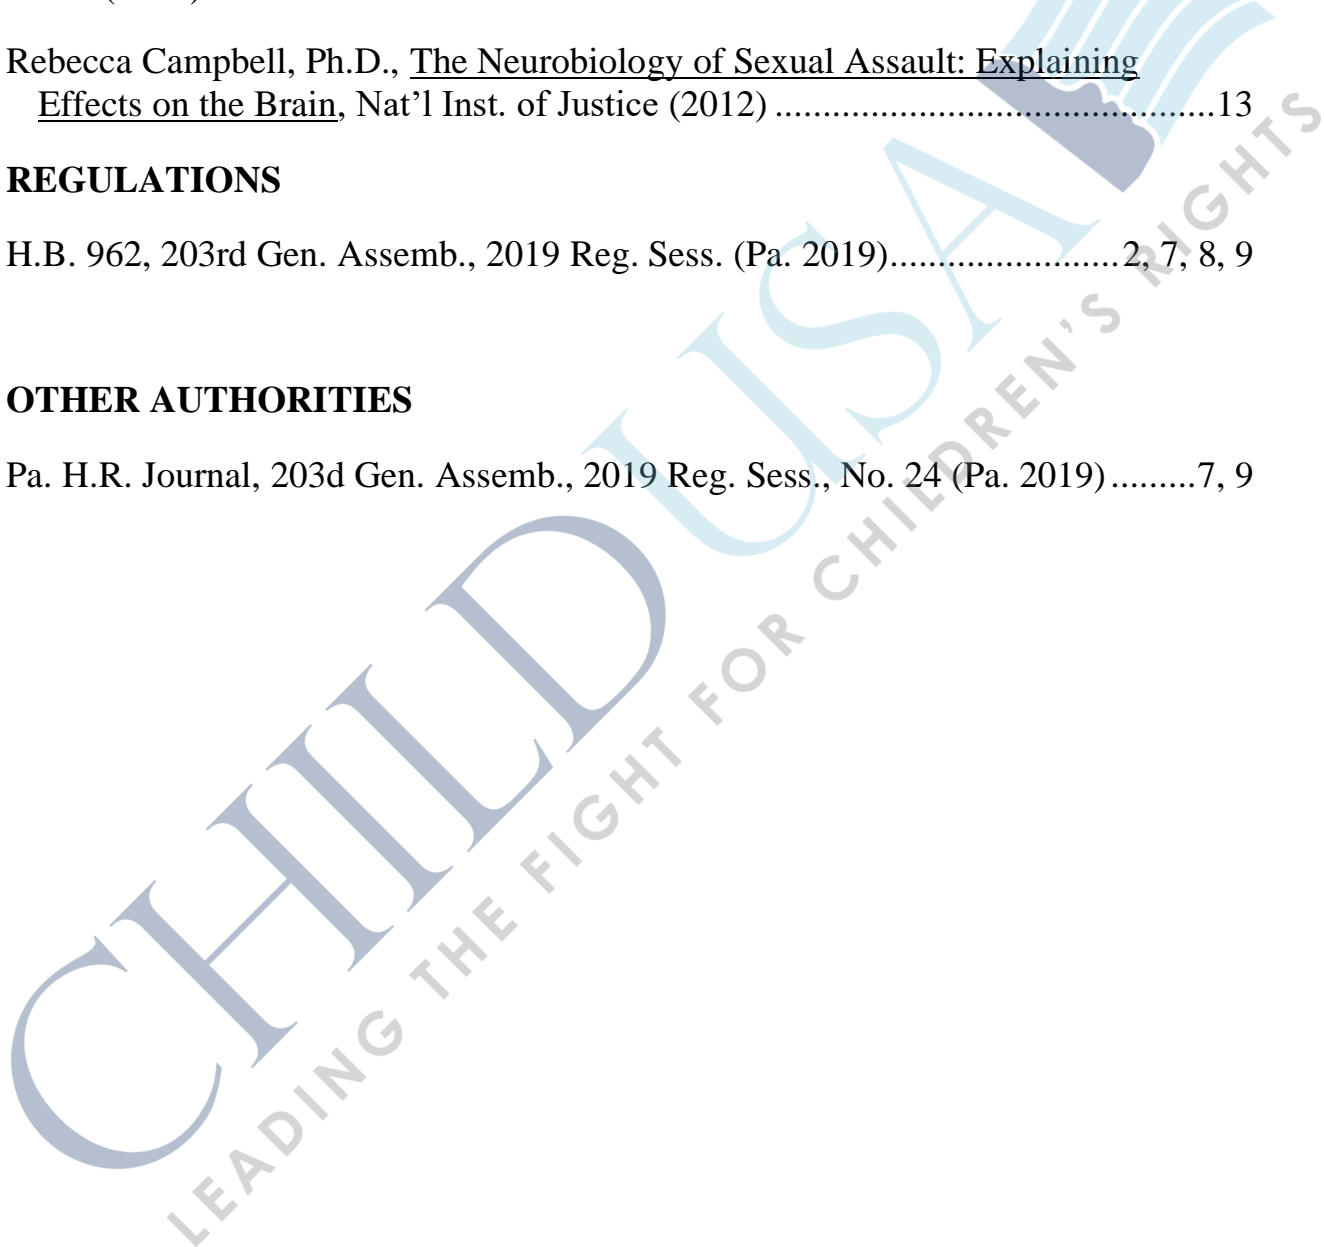 Rebecca Campbell, Ph.D., The Neurobiology of Sexual Assault: Explaining
Effects on the Brain, Nat’l Inst. of Justice (2012) ..............................................13
REGULATIONS
H.B. 962, 203rd Gen. Assemb., 2019 Reg. Sess. (Pa. 2019)........................2, 7, 8, 9
OTHER AUTHORITIES
Pa. H.R. Journal, 203d Gen. Assemb., 2019 Reg. Sess., No. 24 (Pa. 2019).........7, 9
CHILD USA
LEADING THE FIGHT FOR CHILDREN’S RIGHTS